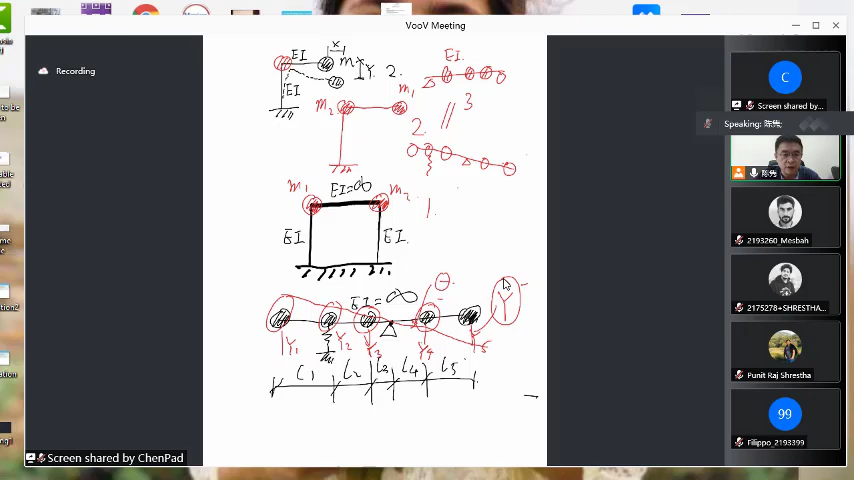 VooV Meeting
Recording
EI
x
m
Y.
2.
EI
EI.
m1
m2
3
2
m1
EI=∞
m2
1.
EI
EI.
EI=∞
θ
Y
Y1
Y2
Y3
Y4
Y5
L1
L2
L3
L4
L5
C
Screen shared by...
Speaking: 陈隽;
陈隽
2193260_Mesbah
2175278+SHRESTHA...
Punit Raj Shrestha
99
Filippo_2193399
Screen shared by ChenPad